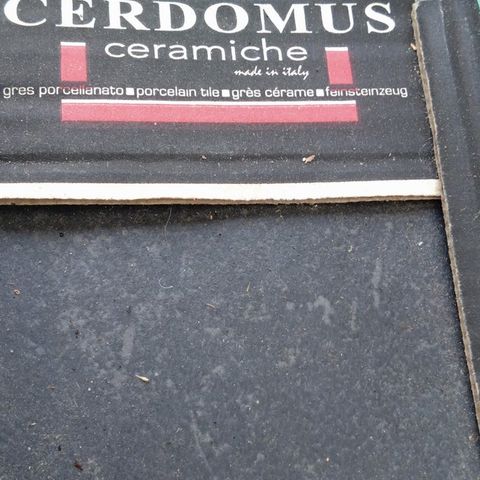 CERDOMUS
ceramiche
made in italy
gres porcellanato ■ porcelain tile ■ grès cérame ■ feinsteinzeug